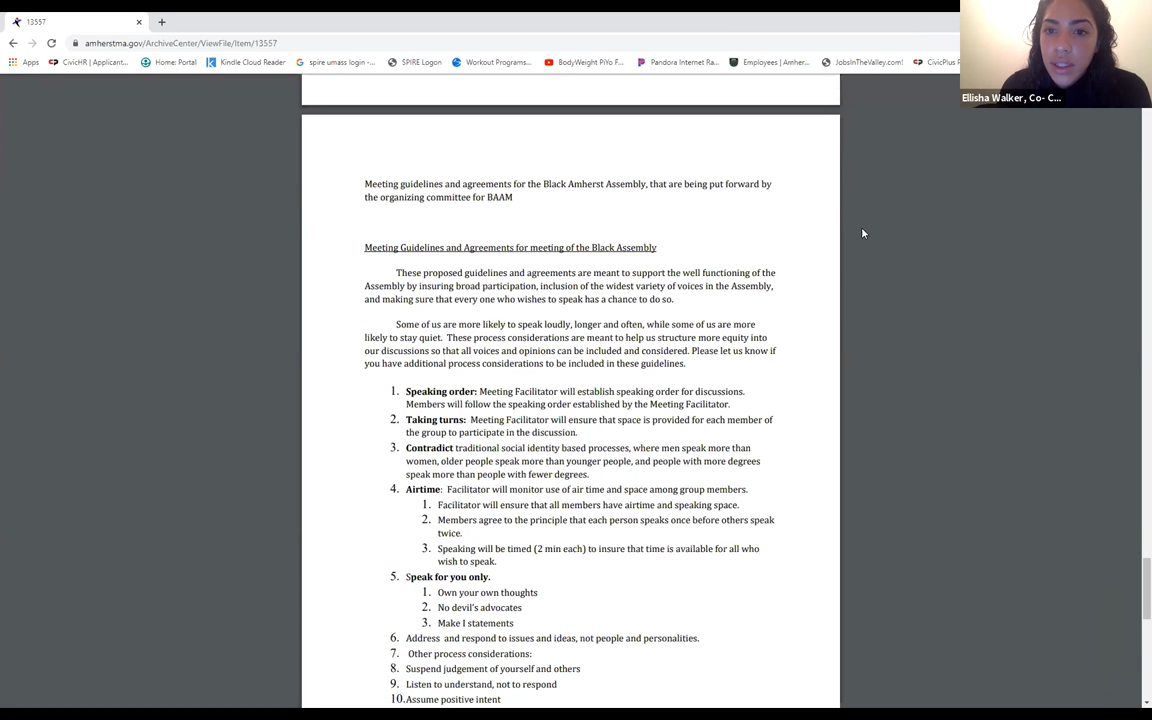 13557
amherstma.gov/ArchiveCenter/ViewFile/Item/13557
Apps CivicHR | Applicant... Home: Portal Kindle Cloud Reader spire umass login -... SPIRE Logon Workout Programs... BodyWeight PiYo F... Pandora Internet Ra... Employees | Amher... JobsInTheValley.com! CivicPlus
Ellisha Walker, Co- C...
Meeting guidelines and agreements for the Black Amherst Assembly, that are being put forward by
the organizing committee for BAAM
Meeting Guidelines and Agreements for meeting of the Black Assembly
These proposed guidelines and agreements are meant to support the well functioning of the
Assembly by insuring broad participation, inclusion of the widest variety of voices in the Assembly,
and making sure that every one who wishes to speak has a chance to do so.
Some of us are more likely to speak loudly, longer and often, while some of us are more
likely to stay quiet. These process considerations are meant to help us structure more equity into
our discussions so that all voices and opinions can be included and considered. Please let us know if
you have additional process considerations to be included in these guidelines.
1. Speaking order: Meeting Facilitator will establish speaking order for discussions.
Members will follow the speaking order established by the Meeting Facilitator.
2. Taking turns: Meeting Facilitator will ensure that space is provided for each member of
the group to participate in the discussion.
3. Contradict traditional social identity based processes, where men speak more than
women, older people speak more than younger people, and people with more degrees
speak more than people with fewer degrees.
4. Airtime: Facilitator will monitor use of air time and space among group members.
1. Facilitator will ensure that all members have airtime and speaking space.
2. Members agree to the principle that each person speaks once before others speak
twice.
3. Speaking will be timed (2 min each) to insure that time is available for all who
wish to speak.
5. Speak for you only.
1. Own your own thoughts
2. No devil's advocates
3. Make I statements
6. Address and respond to issues and ideas, not people and personalities.
7. Other process considerations:
8. Suspend judgement of yourself and others
9. Listen to understand, not to respond
10. Assume positive intent